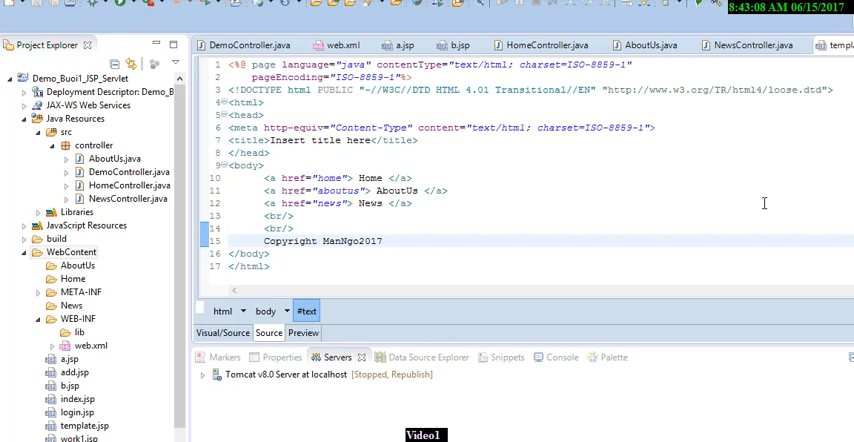 8:43:08 AM 06/15/2017
Project Explorer
DemoController.java
web.xml
a.jsp
b.jsp
HomeController.java
AboutUs.java
NewsController.java
Demo_Buoi1_JSP_Servlet
Deployment Descriptor: Demo_B
JAX-WS Web Services
Java Resources
src
controller
AboutUs.java
DemoController.java
HomeController.java
NewsController.java
Libraries
JavaScript Resources
build
WebContent
AboutUs
Home
META-INF
News
WEB-INF
lib
web.xml
a.jsp
add.jsp
b.jsp
index.jsp
login.jsp
template.jsp
work1.jsp
1 <%@ page language="java" contentType="text/html; charset=ISO-8859-1"
2 pageEncoding="ISO-8859-1"%>
3 <!DOCTYPE html PUBLIC "-//W3C//DTD HTML 4.01 Transitional//EN" "http://www.w3.org/TR/html4/loose.dtd">
4 <html>
5 <head>
6 <meta http-equiv="Content-Type" content="text/html; charset=ISO-8859-1">
7 <title>Insert title here</title>
8 </head>
9 <body>
10 <a href="home"> Home </a>
11 <a href="aboutus"> AboutUs </a>
12 <a href="news"> News </a>
13 <br/>
14 <br/>
15 Copyright ManNgo2017
16 </body>
17 </html>
html body #text
Visual/Source Source Preview
Markers Properties Servers Data Source Explorer Snippets Console Palette
Tomcat v8.0 Server at localhost [Stopped, Republish]
Video1